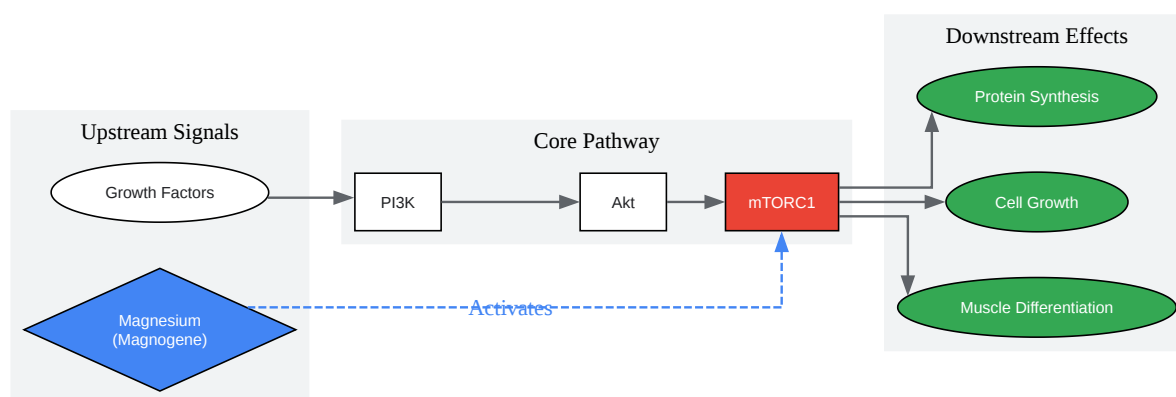 Upstream Signals
Growth Factors
Magnesium
(Magnogene)
Activates
Core Pathway
PI3K
Akt
mTORC1
Downstream Effects
Protein Synthesis
Cell Growth
Muscle Differentiation